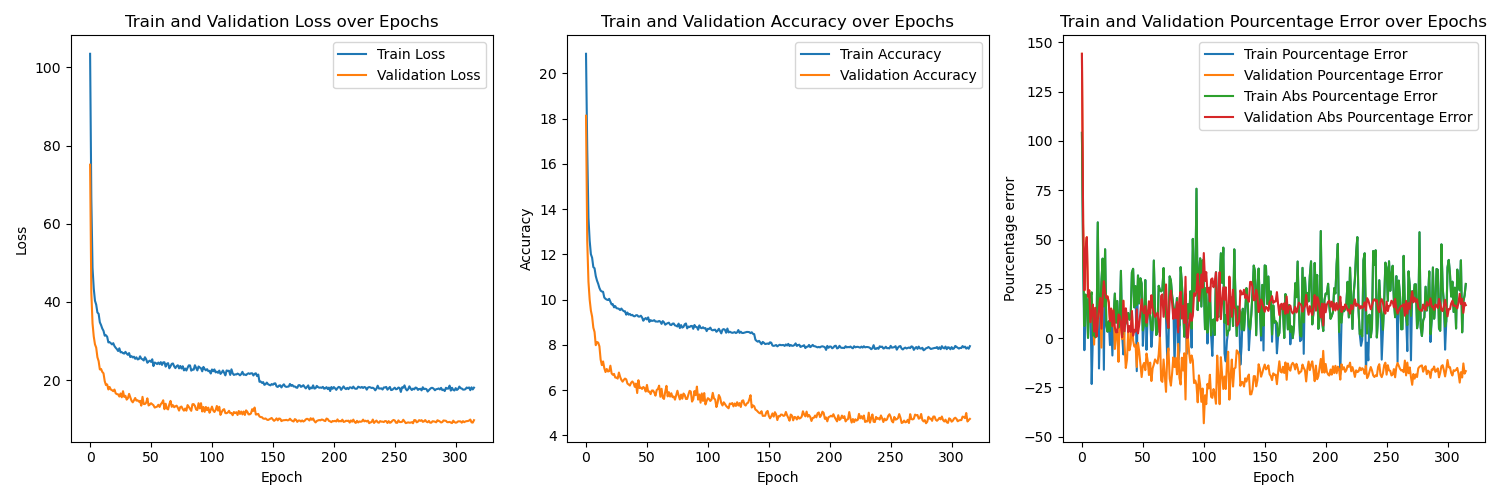 Train and Validation Loss over Epochs
Train Loss
Validation Loss
100
80
60
40
20
Loss
0
50
100
150
200
250
300
Epoch
Train and Validation Accuracy over Epochs
Train Accuracy
Validation Accuracy
20
18
16
14
12
10
8
6
4
Accuracy
0
50
100
150
200
250
300
Epoch
Train and Validation Pourcentage Error over Epochs
Train Pourcentage Error
Validation Pourcentage Error
Train Abs Pourcentage Error
Validation Abs Pourcentage Error
150
125
100
75
50
25
0
−25
−50
Pourcentage error
0
50
100
150
200
250
300
Epoch